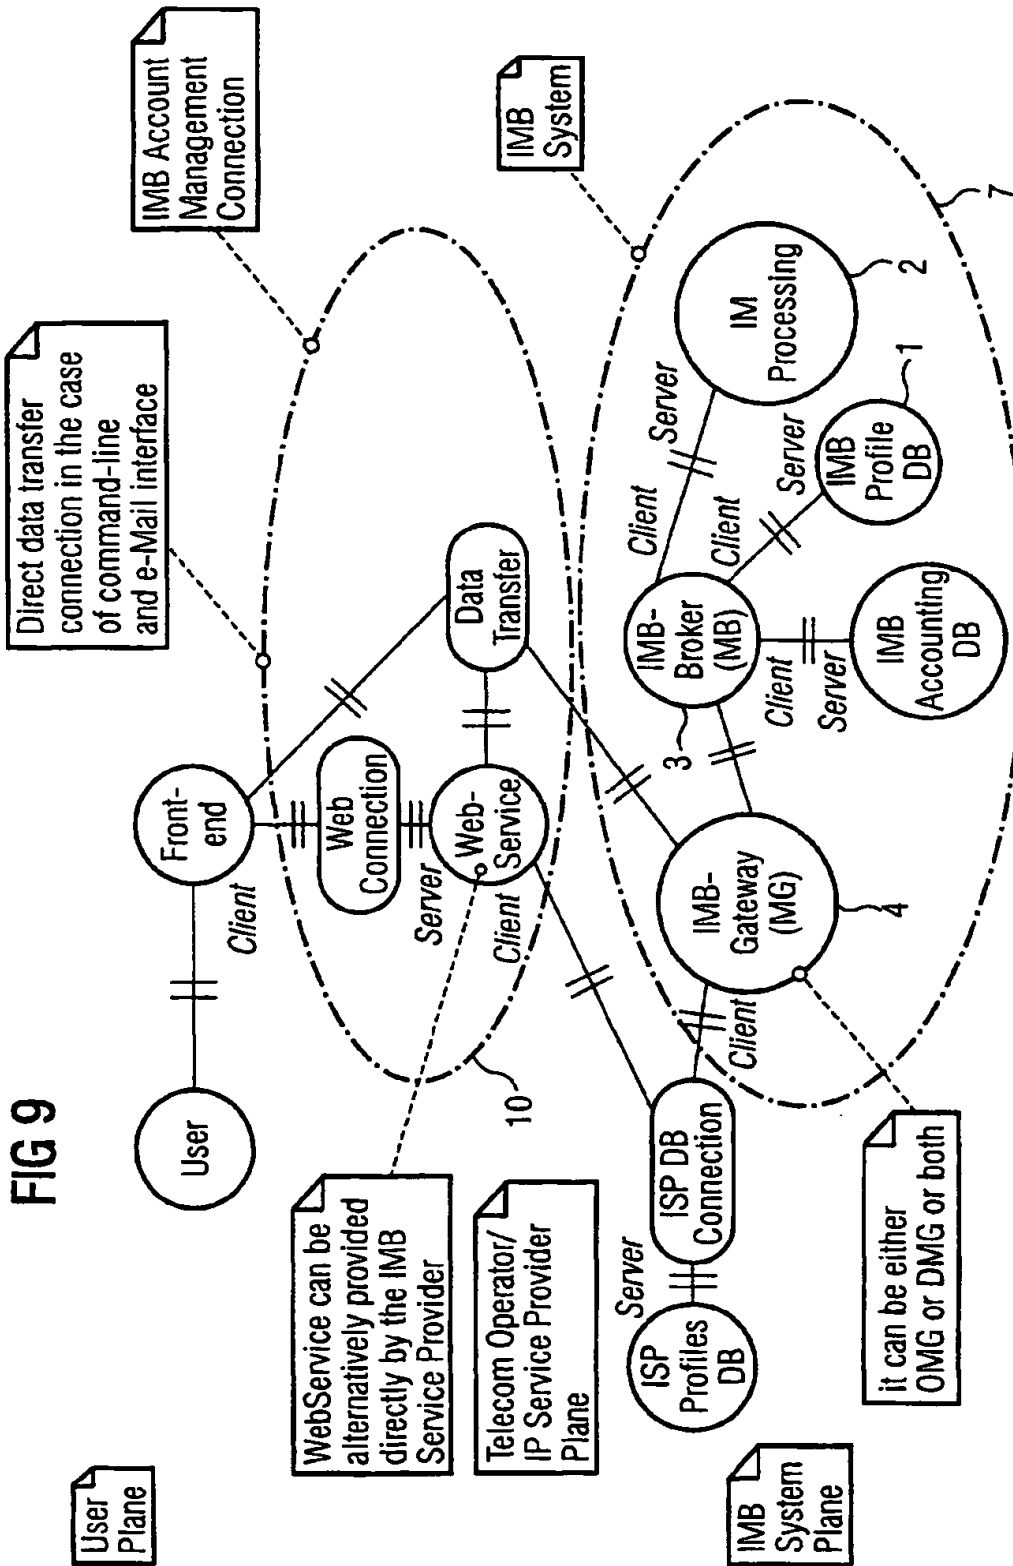 FIG 9
User
Plane
Direct data transfer
connection in the case
of command-line
and e-Mail interface
IMB Account
Management
Connection
User
Front-
end
Client
WebService can be
alternatively provided
directly by the IMB
Service Provider
Web
Connection
Server
Web-
Service
Client
Data
Transfer
10
Telecom Operator/
IP Service Provider
Plane
IMB
System
Server
ISP
Profiles
DB
ISP DB
Connection
Client
IMB-
Gateway
(MG)
4
3
IMB-
Broker
(MB)
Client
Server
Client
Server
Client
Server
IM
Processing
2
IMB
Profile
DB
1
IMB
Accounting
DB
7
IMB
System
Plane
it can be either
OMG or DMG or both